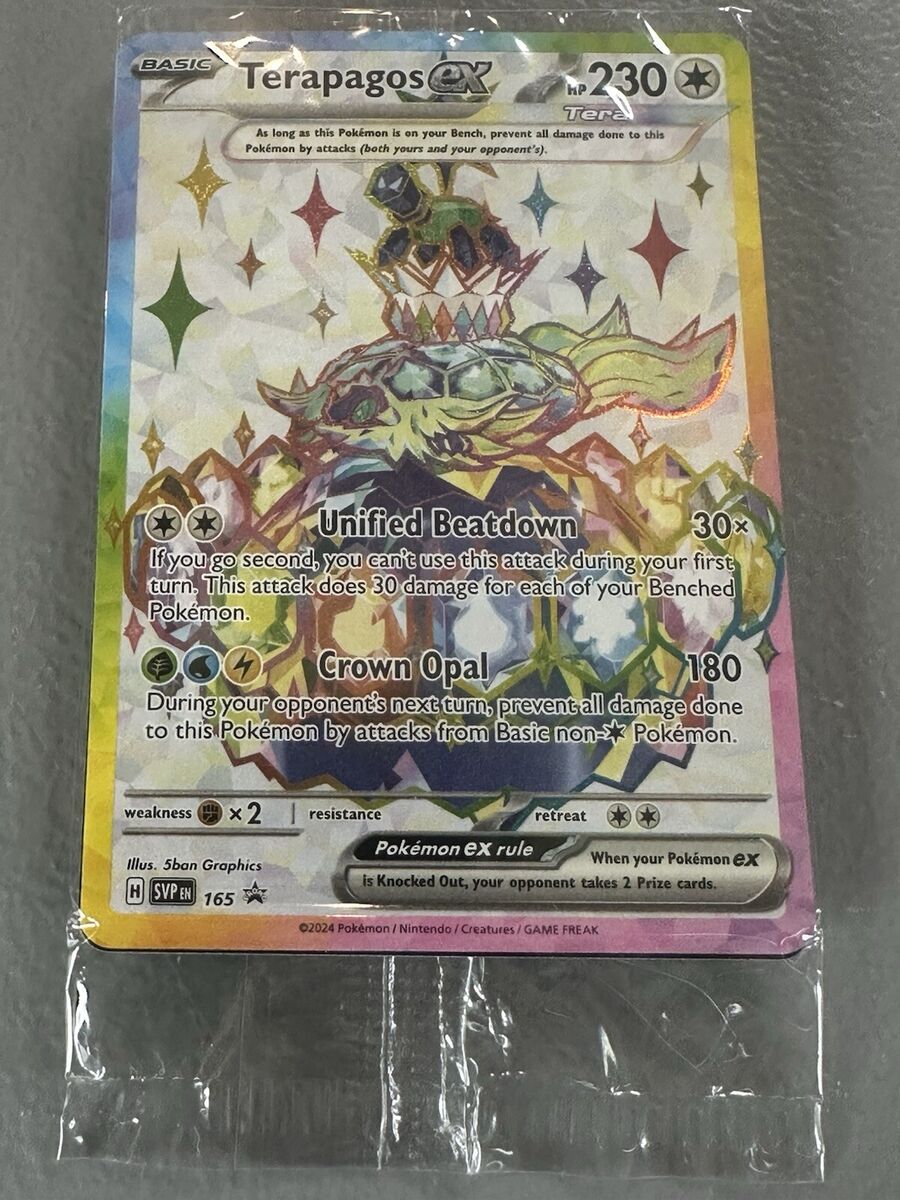 BASIC Terapagos ex HP 230
Tera
As long as this Pokémon is on your Bench, prevent all damage done to this
Pokémon by attacks (both yours and your opponent's).
Unified Beatdown 30×
If you go second, you can't use this attack during your first
turn. This attack does 30 damage for each of your Benched
Pokémon.
Crown Opal 180
During your opponent's next turn, prevent all damage done
to this Pokémon by attacks from Basic non- Pokémon.
weakness ×2 resistance retreat
Pokémon ex rule When your Pokémon ex
is Knocked Out, your opponent takes 2 Prize cards.
Illus. 5ban Graphics
H SVP EN 165
©2024 Pokémon / Nintendo / Creatures / GAME FREAK